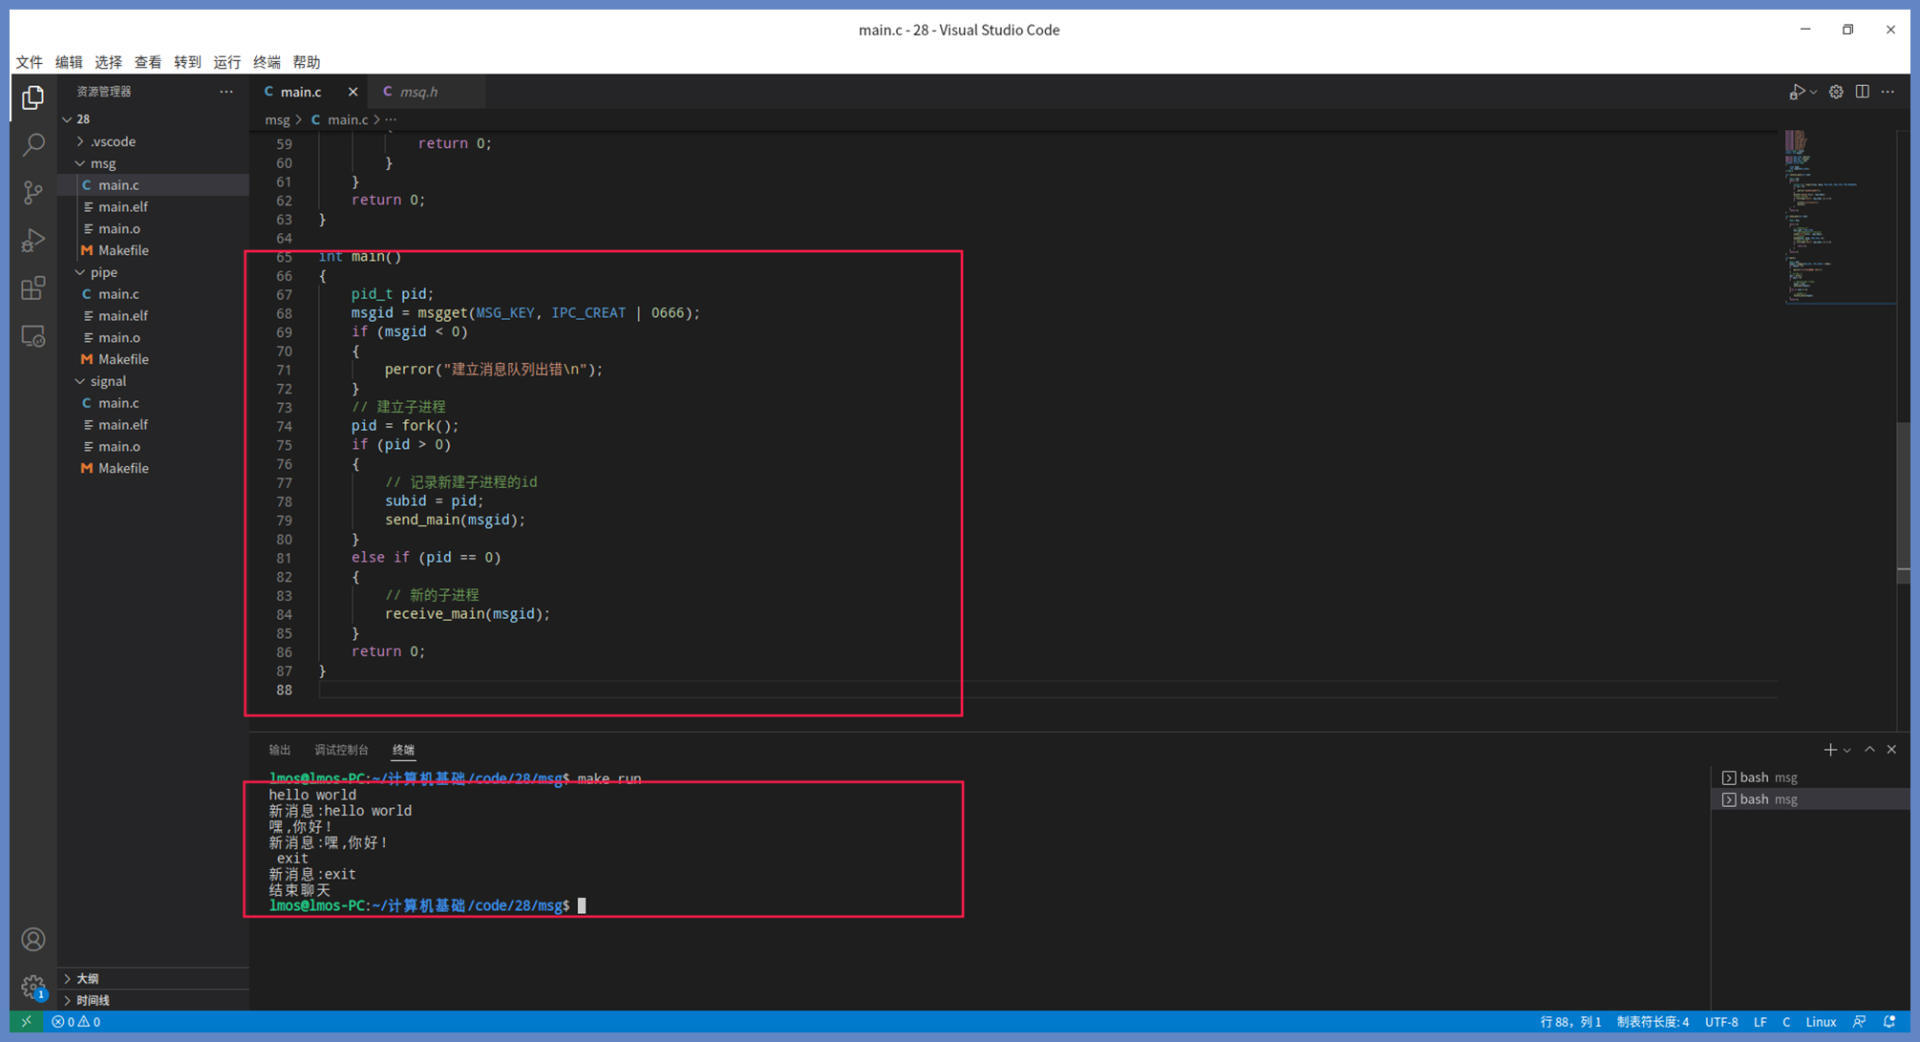 main.c - 28 - Visual Studio Code
文件 编辑 选择 查看 转到 运行 终端 帮助
资源管理器
28
.vscode
msg
main.c
main.elf
main.o
Makefile
pipe
main.c
main.elf
main.o
Makefile
signal
main.c
main.elf
main.o
Makefile
大纲
时间线
main.c
msq.h
msg > main.c > ...
59 return 0;
60 }
61 }
62 return 0;
63 }
64
65 int main()
66 {
67 pid_t pid;
68 msgid = msgget(MSG_KEY, IPC_CREAT | 0666);
69 if (msgid < 0)
70 {
71 perror("建立消息队列出错\n");
72 }
73 // 建立子进程
74 pid = fork();
75 if (pid > 0)
76 {
77 // 记录新建子进程的id
78 subid = pid;
79 send_main(msgid);
80 }
81 else if (pid == 0)
82 {
83 // 新的子进程
84 receive_main(msgid);
85 }
86 return 0;
87 }
88
输出 调试控制台 终端
lmos@lmos-PC:~/计算机基础/code/28/msg$ make run
hello world
新消息:hello world
嘿,你好!
新消息:嘿,你好!
exit
新消息:exit
结束聊天
lmos@lmos-PC:~/计算机基础/code/28/msg$
bash msg
bash msg
1
0 0
行 88，列 1 制表符长度: 4 UTF-8 LF C Linux